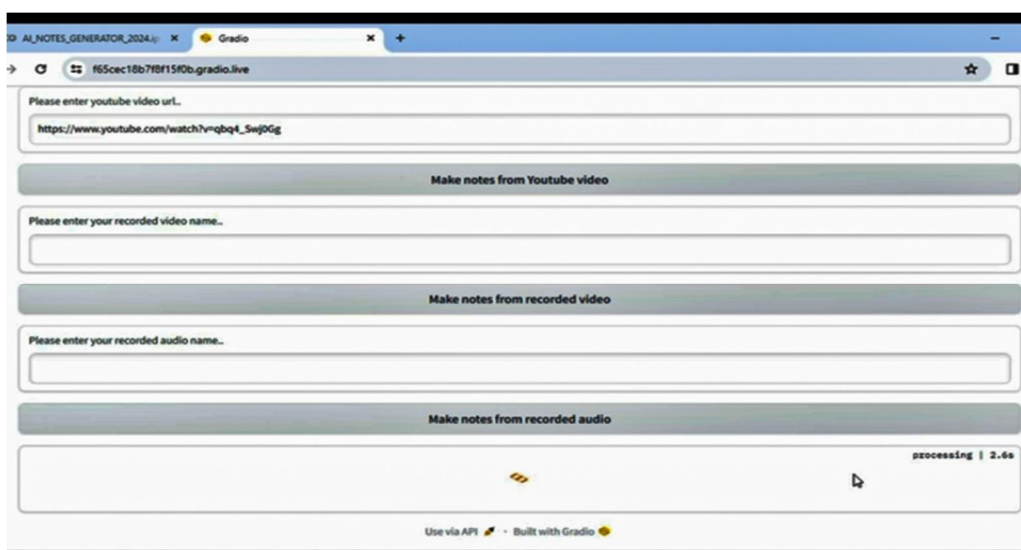 CO AI_NOTES_GENERATOR_2024.ip × Gradio × +
f65cec18b7f8f15f0b.gradio.live
Please enter youtube video url..
https://www.youtube.com/watch?v=qbq4_Swj0Gg
Make notes from Youtube video
Please enter your recorded video name..
Make notes from recorded video
Please enter your recorded audio name..
Make notes from recorded audio
processing | 2.6s
Use via API · Built with Gradio